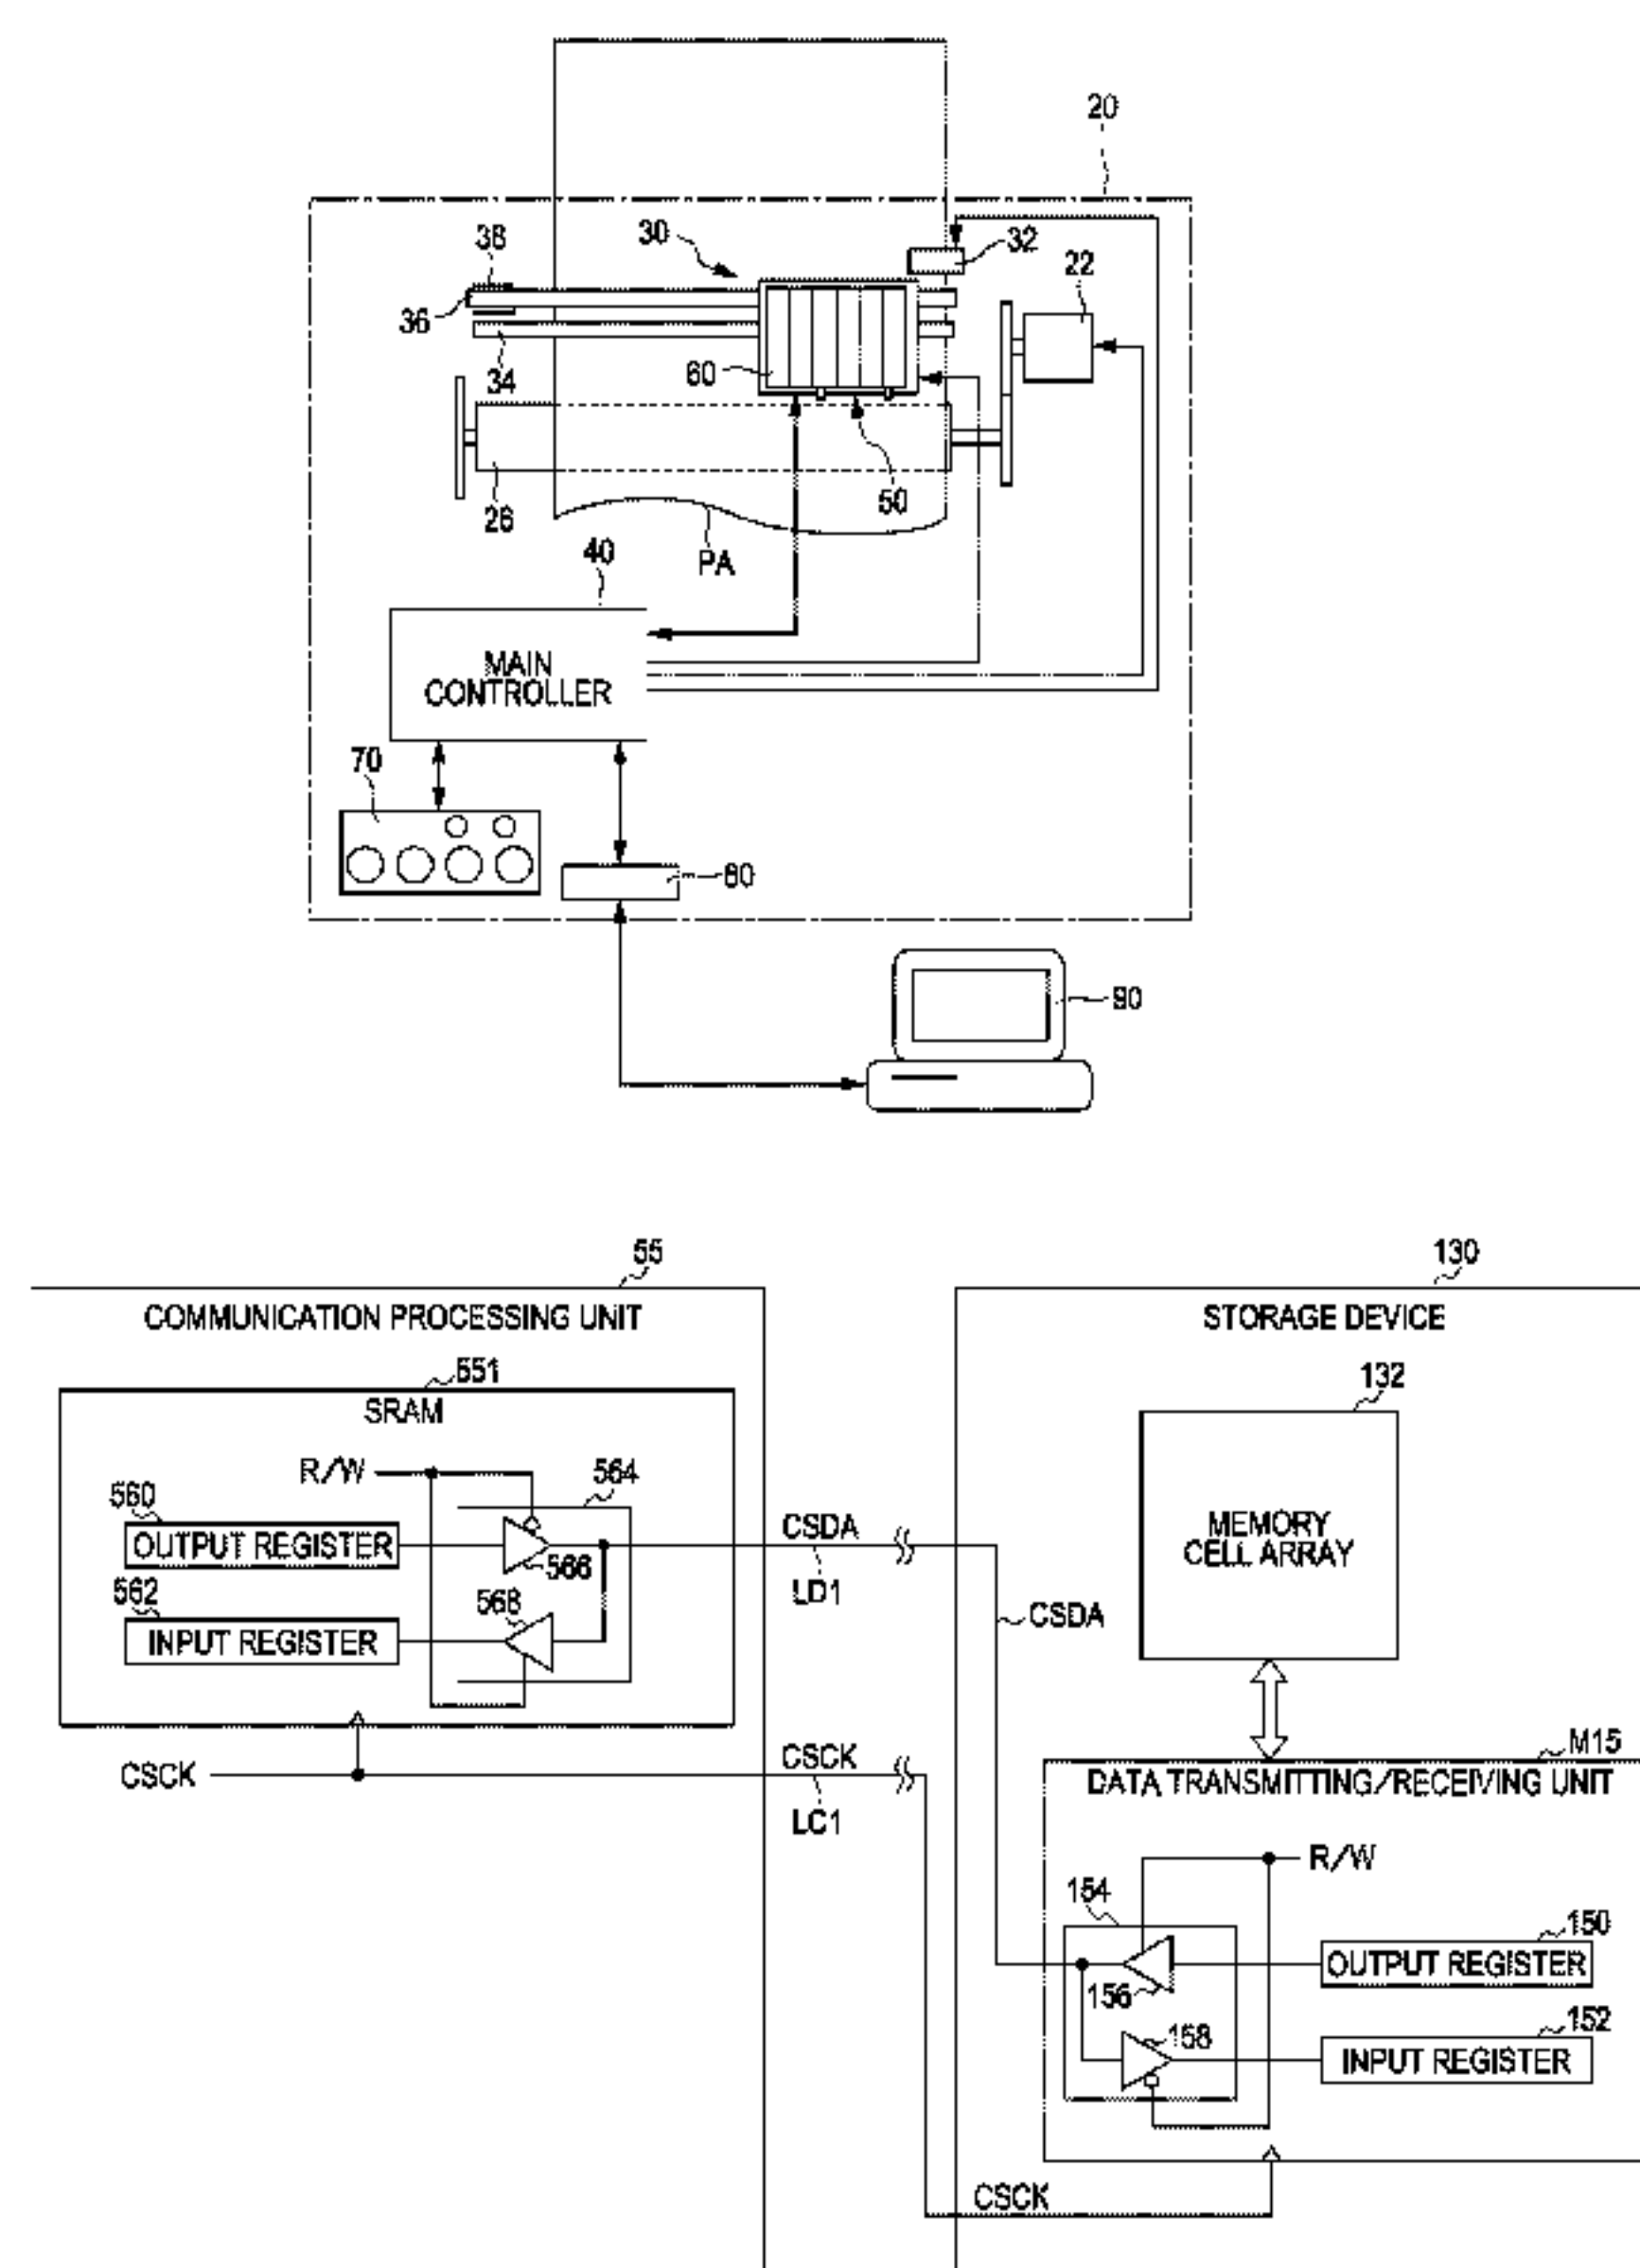 20
38
30
32
22
36
34
60
26
50
40
PA
MAIN
CONTROLLER
70
80
90
55
130
COMMUNICATION PROCESSING UNIT
STORAGE DEVICE
551
132
SRAM
R/W
564
560
OUTPUT REGISTER
566
CSDA
MEMORY
CELL ARRAY
562
568
LD1
CSDA
INPUT REGISTER
M15
CSCK
CSCK
DATA TRANSMITTING/RECEIVING UNIT
LC1
R/W
154
150
OUTPUT REGISTER
156
152
158
INPUT REGISTER
CSCK